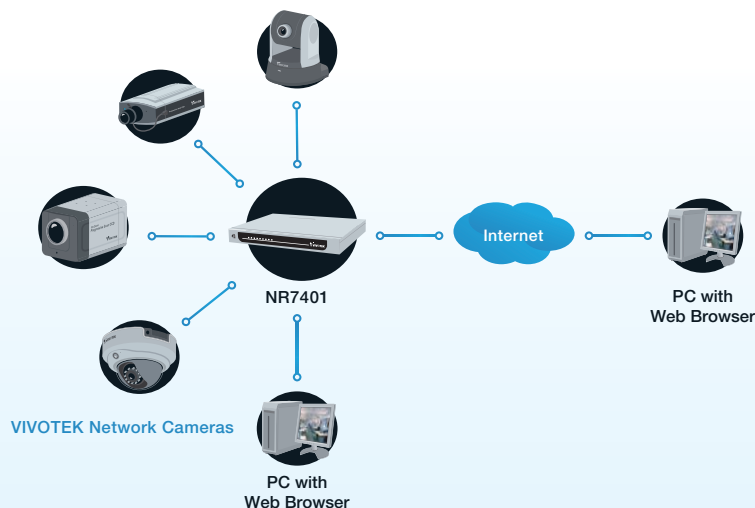 Internet
NR7401
PC with
Web Browser
VIVOTEK Network Cameras
PC with
Web Browser